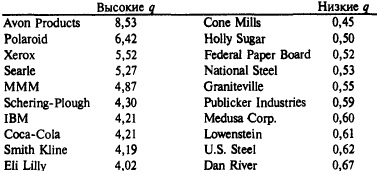 Высокие q Низкие q
Avon Products 8,53 Cone Mills 0,45
Polaroid 6,42 Holly Sugar 0,50
Xerox 5,52 Federal Paper Board 0,52
Searle 5,27 National Steel 0,53
MMM 4,87 Graniteville 0,55
Schering-Plough 4,30 Publicker Industries 0,59
IBM 4,21 Medusa Corp. 0,60
Coca-Cola 4,21 Lowenstein 0,61
Smith Kline 4,19 U.S. Steel 0,62
Eli Lilly 4,02 Dan River 0,67